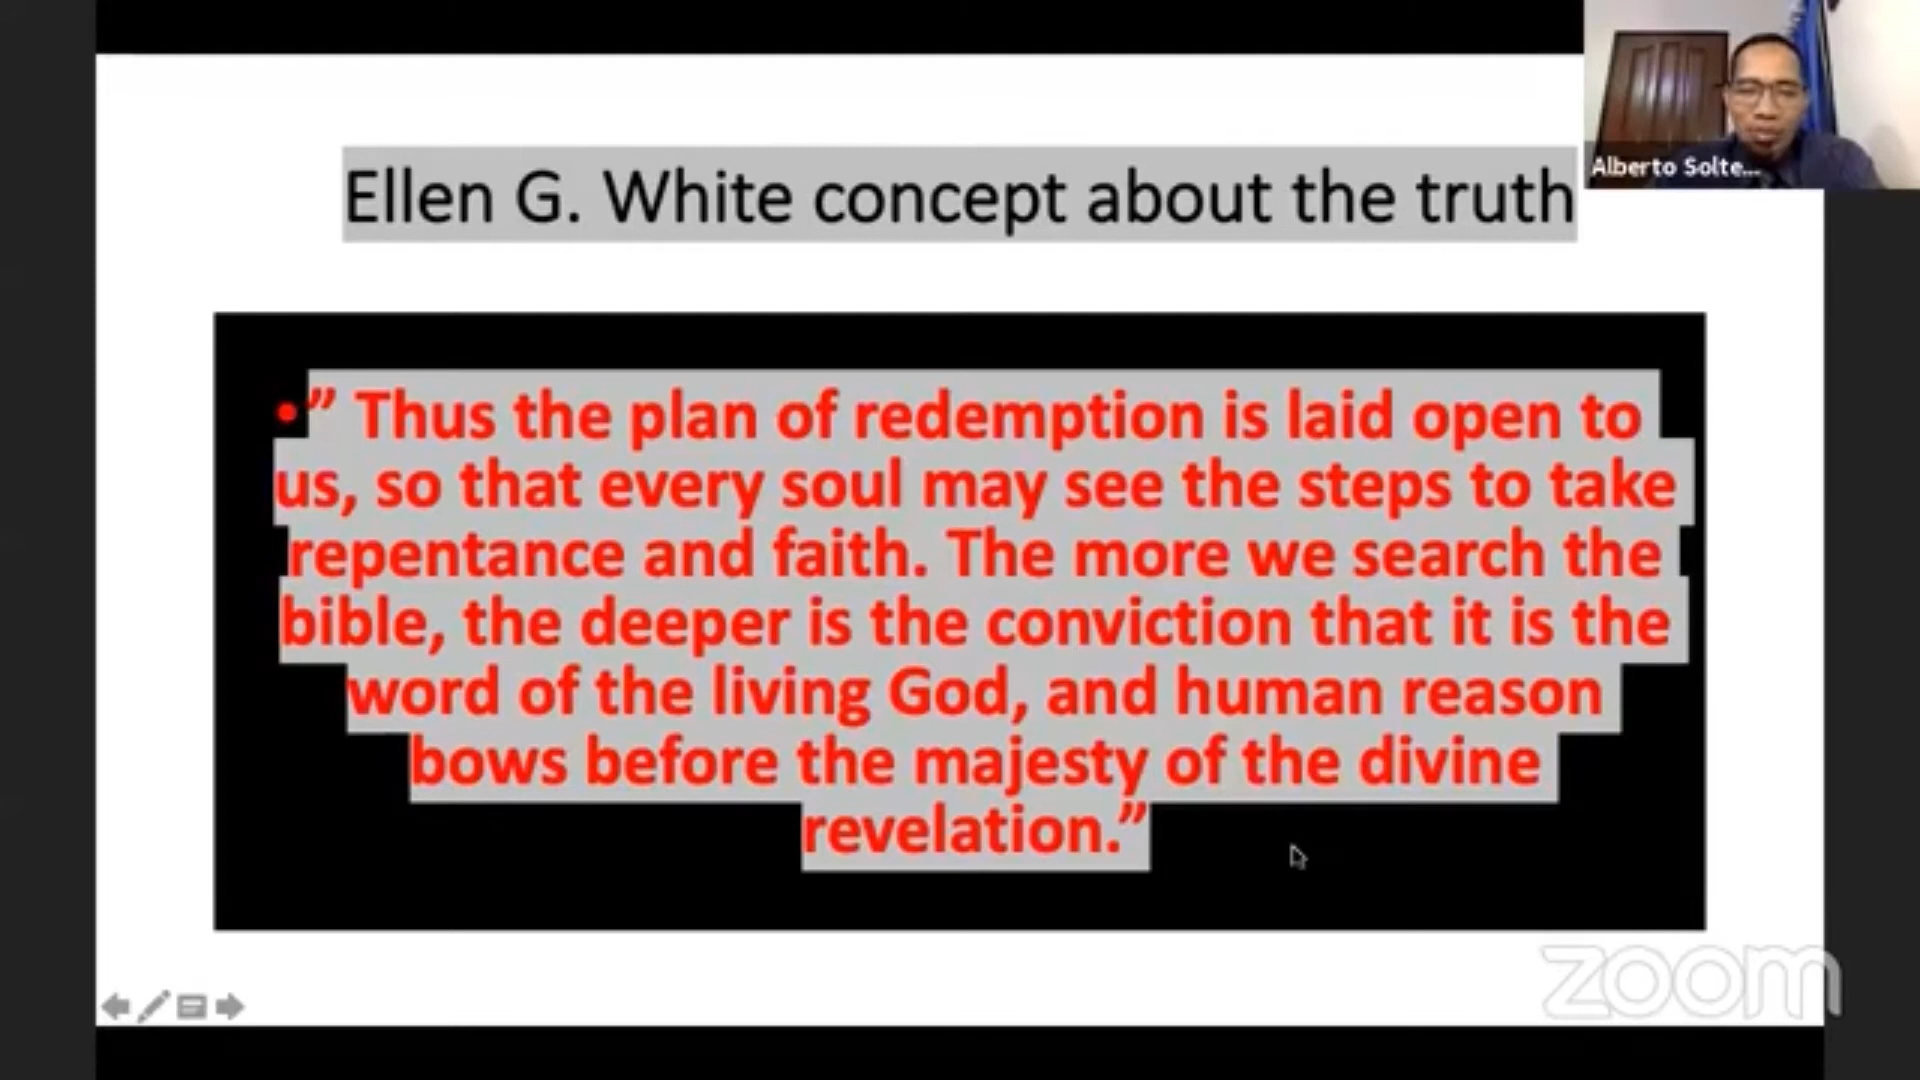 Alberto Solte...
Ellen G. White concept about the truth
•” Thus the plan of redemption is laid open to
us, so that every soul may see the steps to take
repentance and faith. The more we search the
bible, the deeper is the conviction that it is the
word of the living God, and human reason
bows before the majesty of the divine
revelation.”
zoom